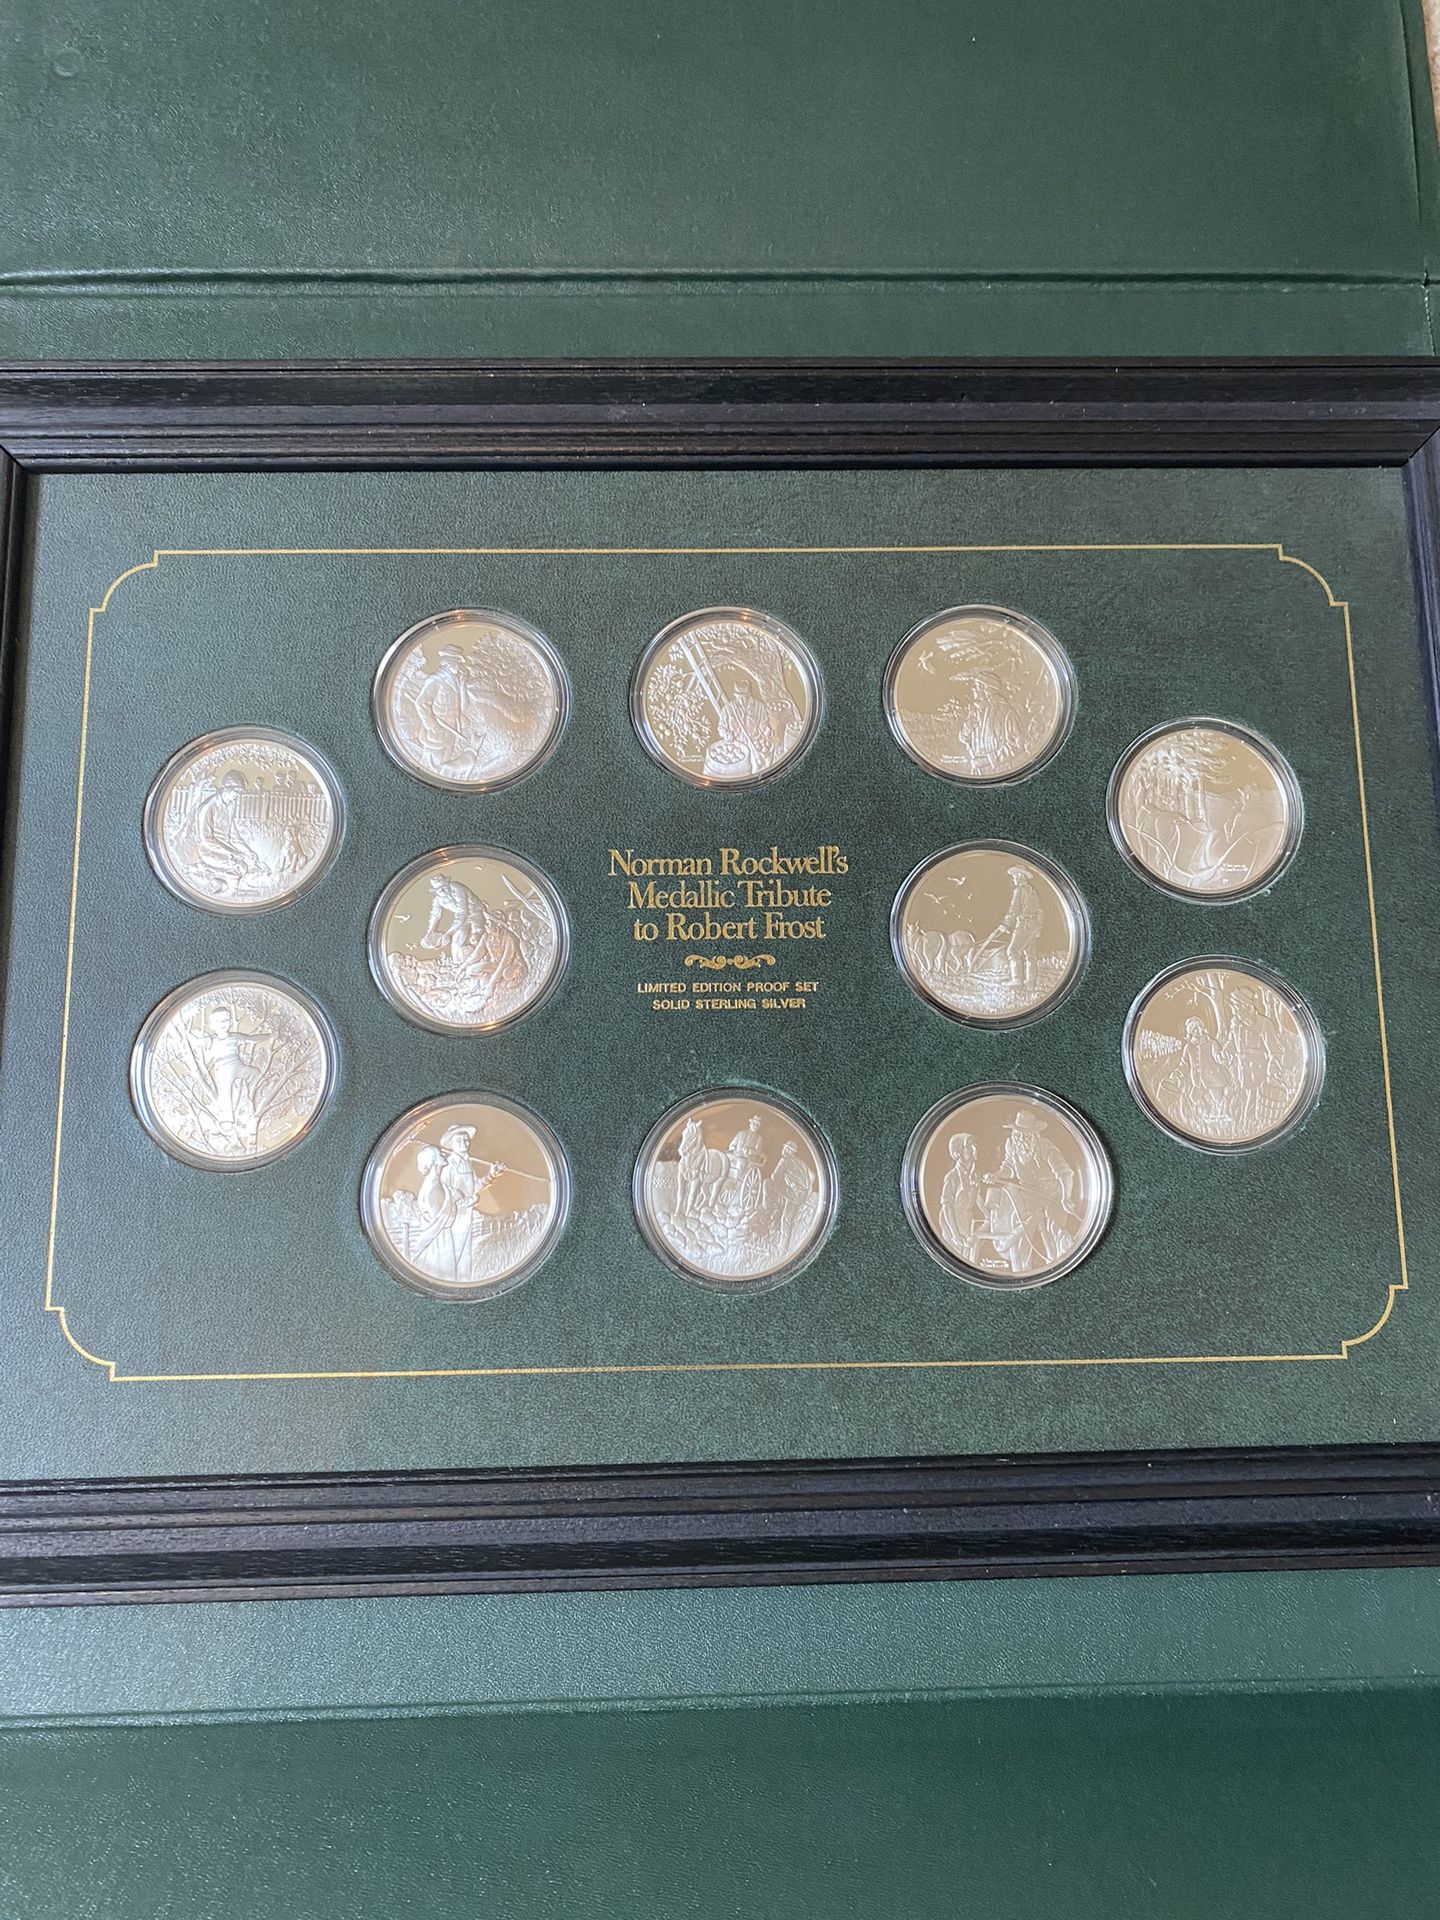 Norman Rockwell's
Medallic Tribute
to Robert Frost
LIMITED EDITION PROOF SET
SOLID STERLING SILVER